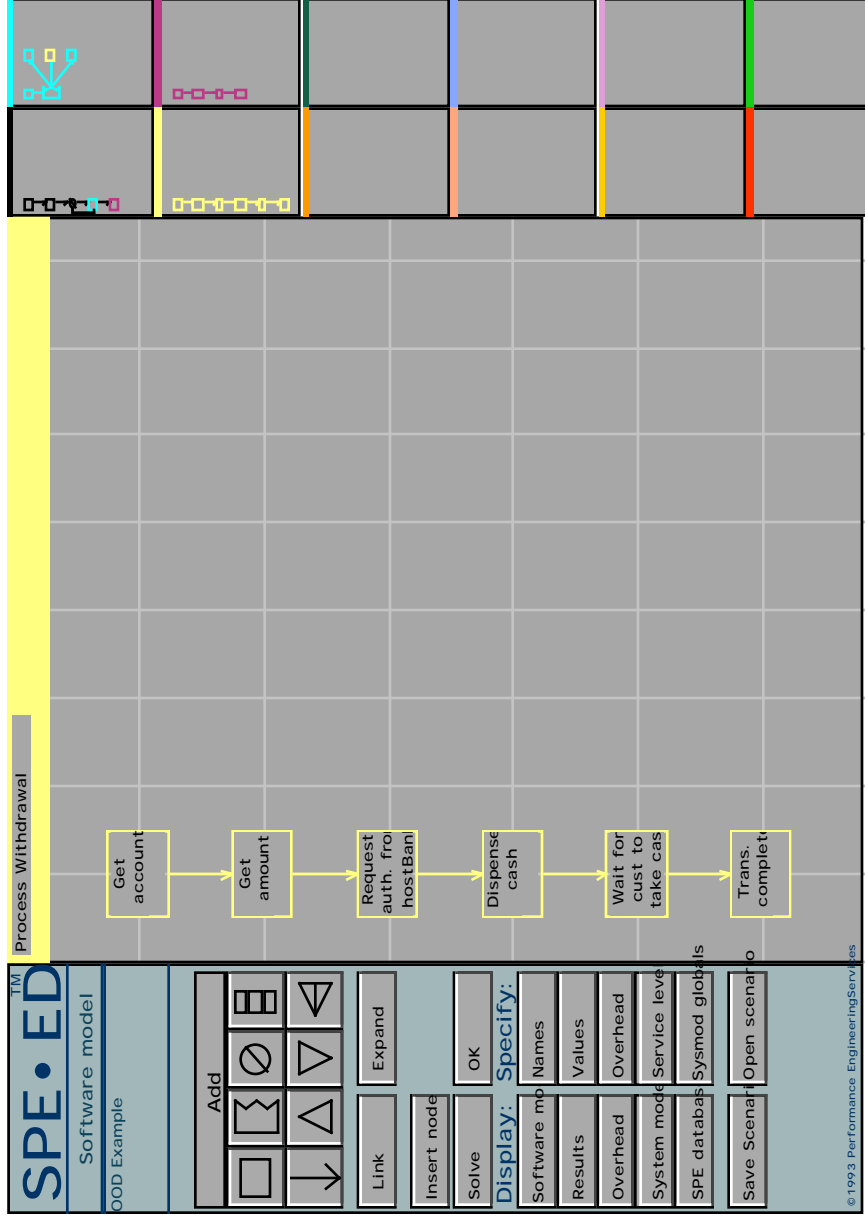 SPE•ED™
Software model
OOD Example
Add
Link
Expand
Insert node
Solve
OK
Display:
Specify:
Software mo
Names
Results
Values
Overhead
Overhead
System mode
Service leve
SPE databas
Sysmod globals
Save Scenari
Open scenario
©1993 Performance EngineeringServices
Process Withdrawal
Get
account
Get
amount
Request
auth. fro
hostBan
Dispense
cash
Wait for
cust to
take cas
Trans.
complete